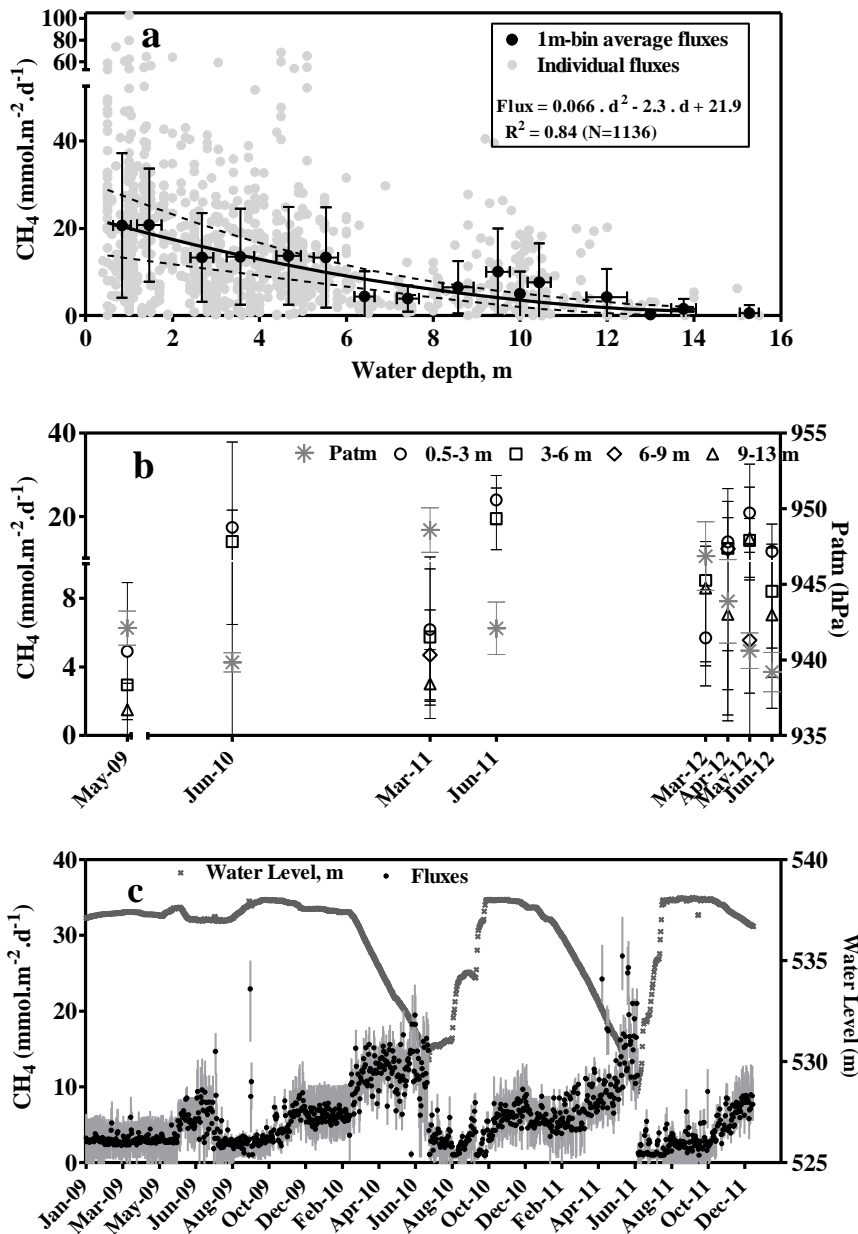 a
1m-bin average fluxes
Individual fluxes
Flux = 0.066 . d² - 2.3 . d + 21.9
R² = 0.84 (N=1136)
CH₄ (mmol.m⁻².d⁻¹)
100
80
60
40
20
0
0 2 4 6 8 10 12 14 16
Water depth, m
b
Patm 0.5-3 m 3-6 m 6-9 m 9-13 m
CH₄ (mmol.m⁻².d⁻¹)
40
20
8
4
0
Patm (hPa)
955
950
945
940
935
May-09 Jun-10 Mar-11 Jun-11 Mar-12 Apr-12 May-12 Jun-12
c
Water Level, m Fluxes
CH₄ (mmol.m⁻².d⁻¹)
40
30
20
10
0
Water Level (m)
540
535
530
525
Jan-09 Mar-09 May-09 Jun-09 Aug-09 Oct-09 Dec-09 Feb-10 Apr-10 Jun-10 Aug-10 Oct-10 Dec-10 Feb-11 Apr-11 Jun-11 Aug-11 Oct-11 Dec-11